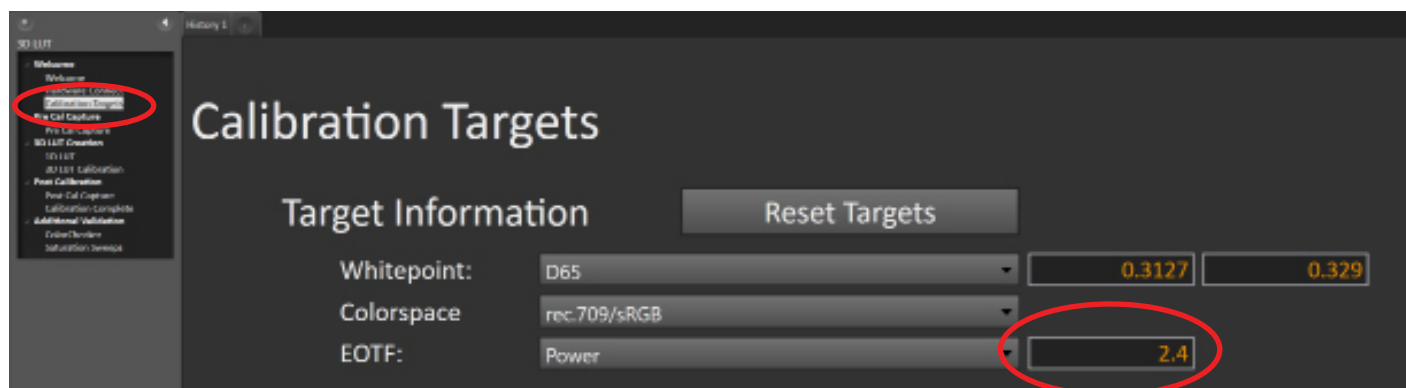 History 1
3D LUT
Welcome
Welcome
Hardware Connect
Calibration Targets
Pre Cal Capture
Pre Cal Capture
3D LUT Creation
3D LUT Calibration
Post Calibration
Post Cal Capture
Calibration Complete
Additional Validation
ColorChecker
Saturation Sweeps
Calibration Targets
Target Information
Reset Targets
Whitepoint: D65 0.3127 0.329
Colorspace rec.709/sRGB
EOTF: Power 2.4